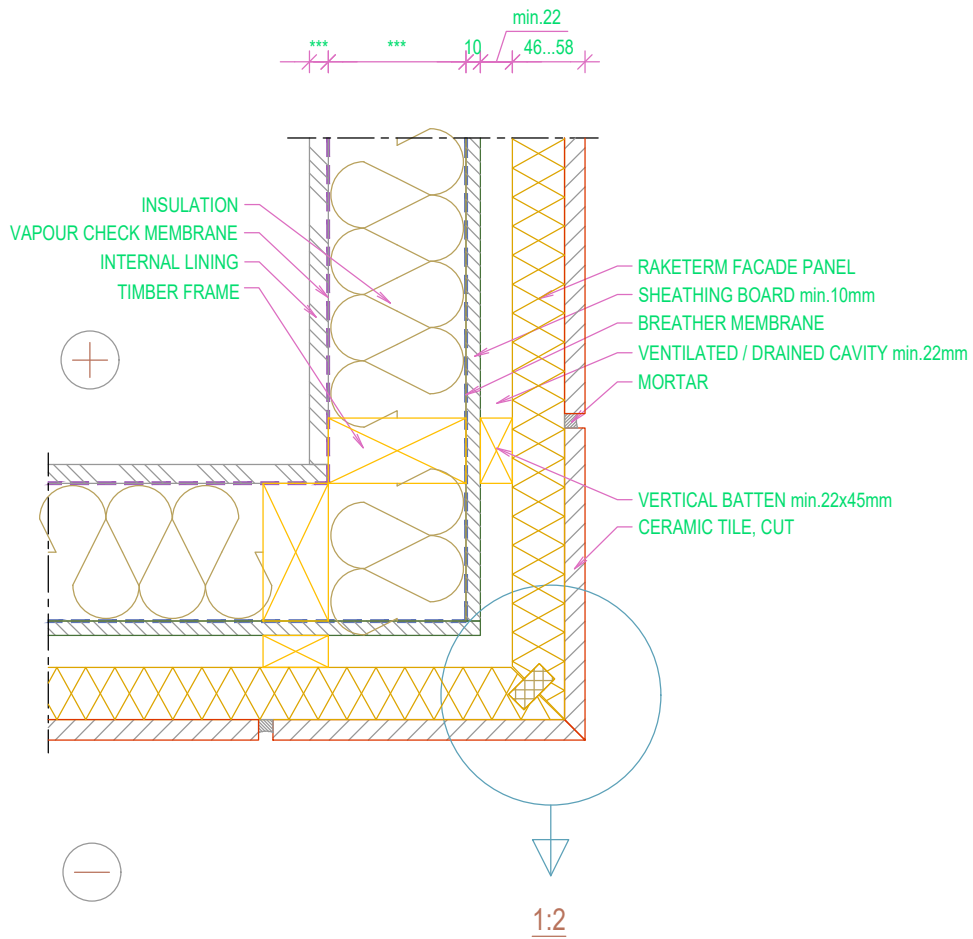 min.22
*** *** 10 46...58
INSULATION
VAPOUR CHECK MEMBRANE
INTERNAL LINING
TIMBER FRAME
RAKETERM FACADE PANEL
SHEATHING BOARD min.10mm
BREATHER MEMBRANE
VENTILATED / DRAINED CAVITY min.22mm
MORTAR
VERTICAL BATTEN min.22x45mm
CERAMIC TILE, CUT
1:2